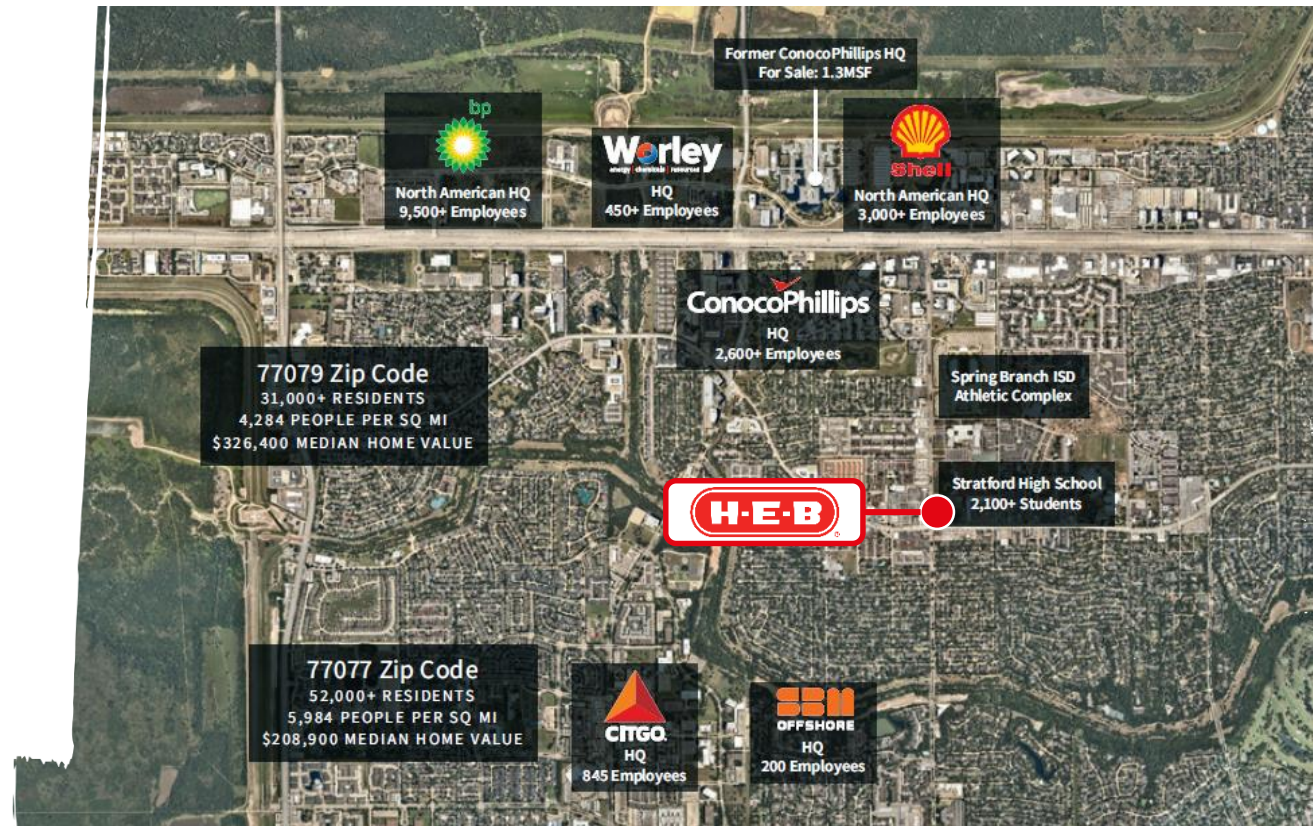 Former ConocoPhillips HQ
For Sale: 1.3MSF
bp
North American HQ
9,500+ Employees
Worley
energy | chemicals | resources
HQ
450+ Employees
Shell
North American HQ
3,000+ Employees
ConocoPhillips
HQ
2,600+ Employees
77079 Zip Code
31,000+ RESIDENTS
4,284 PEOPLE PER SQ MI
$326,400 MEDIAN HOME VALUE
Spring Branch ISD
Athletic Complex
Stratford High School
2,100+ Students
H-E-B
®
77077 Zip Code
52,000+ RESIDENTS
5,984 PEOPLE PER SQ MI
$208,900 MEDIAN HOME VALUE
CITGO
HQ
845 Employees
SBM
OFFSHORE
HQ
200 Employees